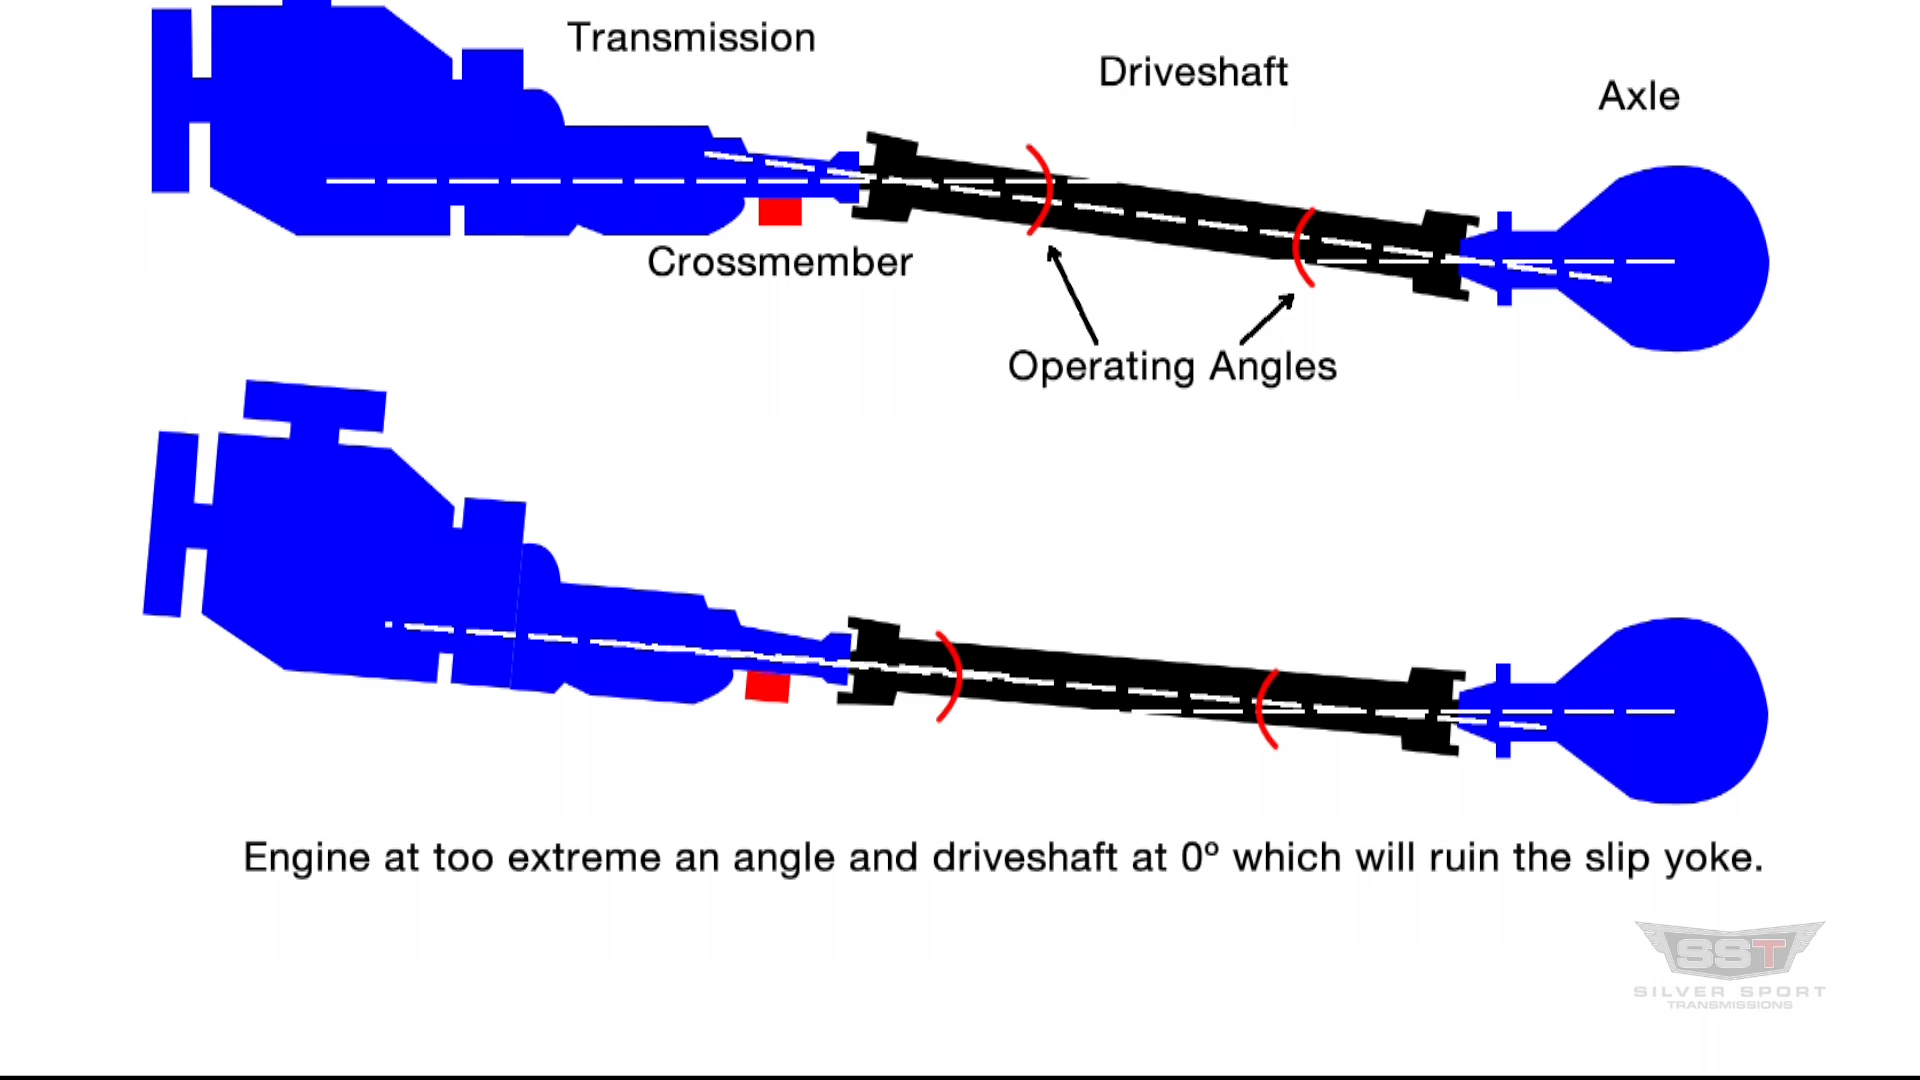 Transmission
Driveshaft
Axle
Crossmember
Operating Angles
Engine at too extreme an angle and driveshaft at 0º which will ruin the slip yoke.
SST
SILVER SPORT
TRANSMISSIONS